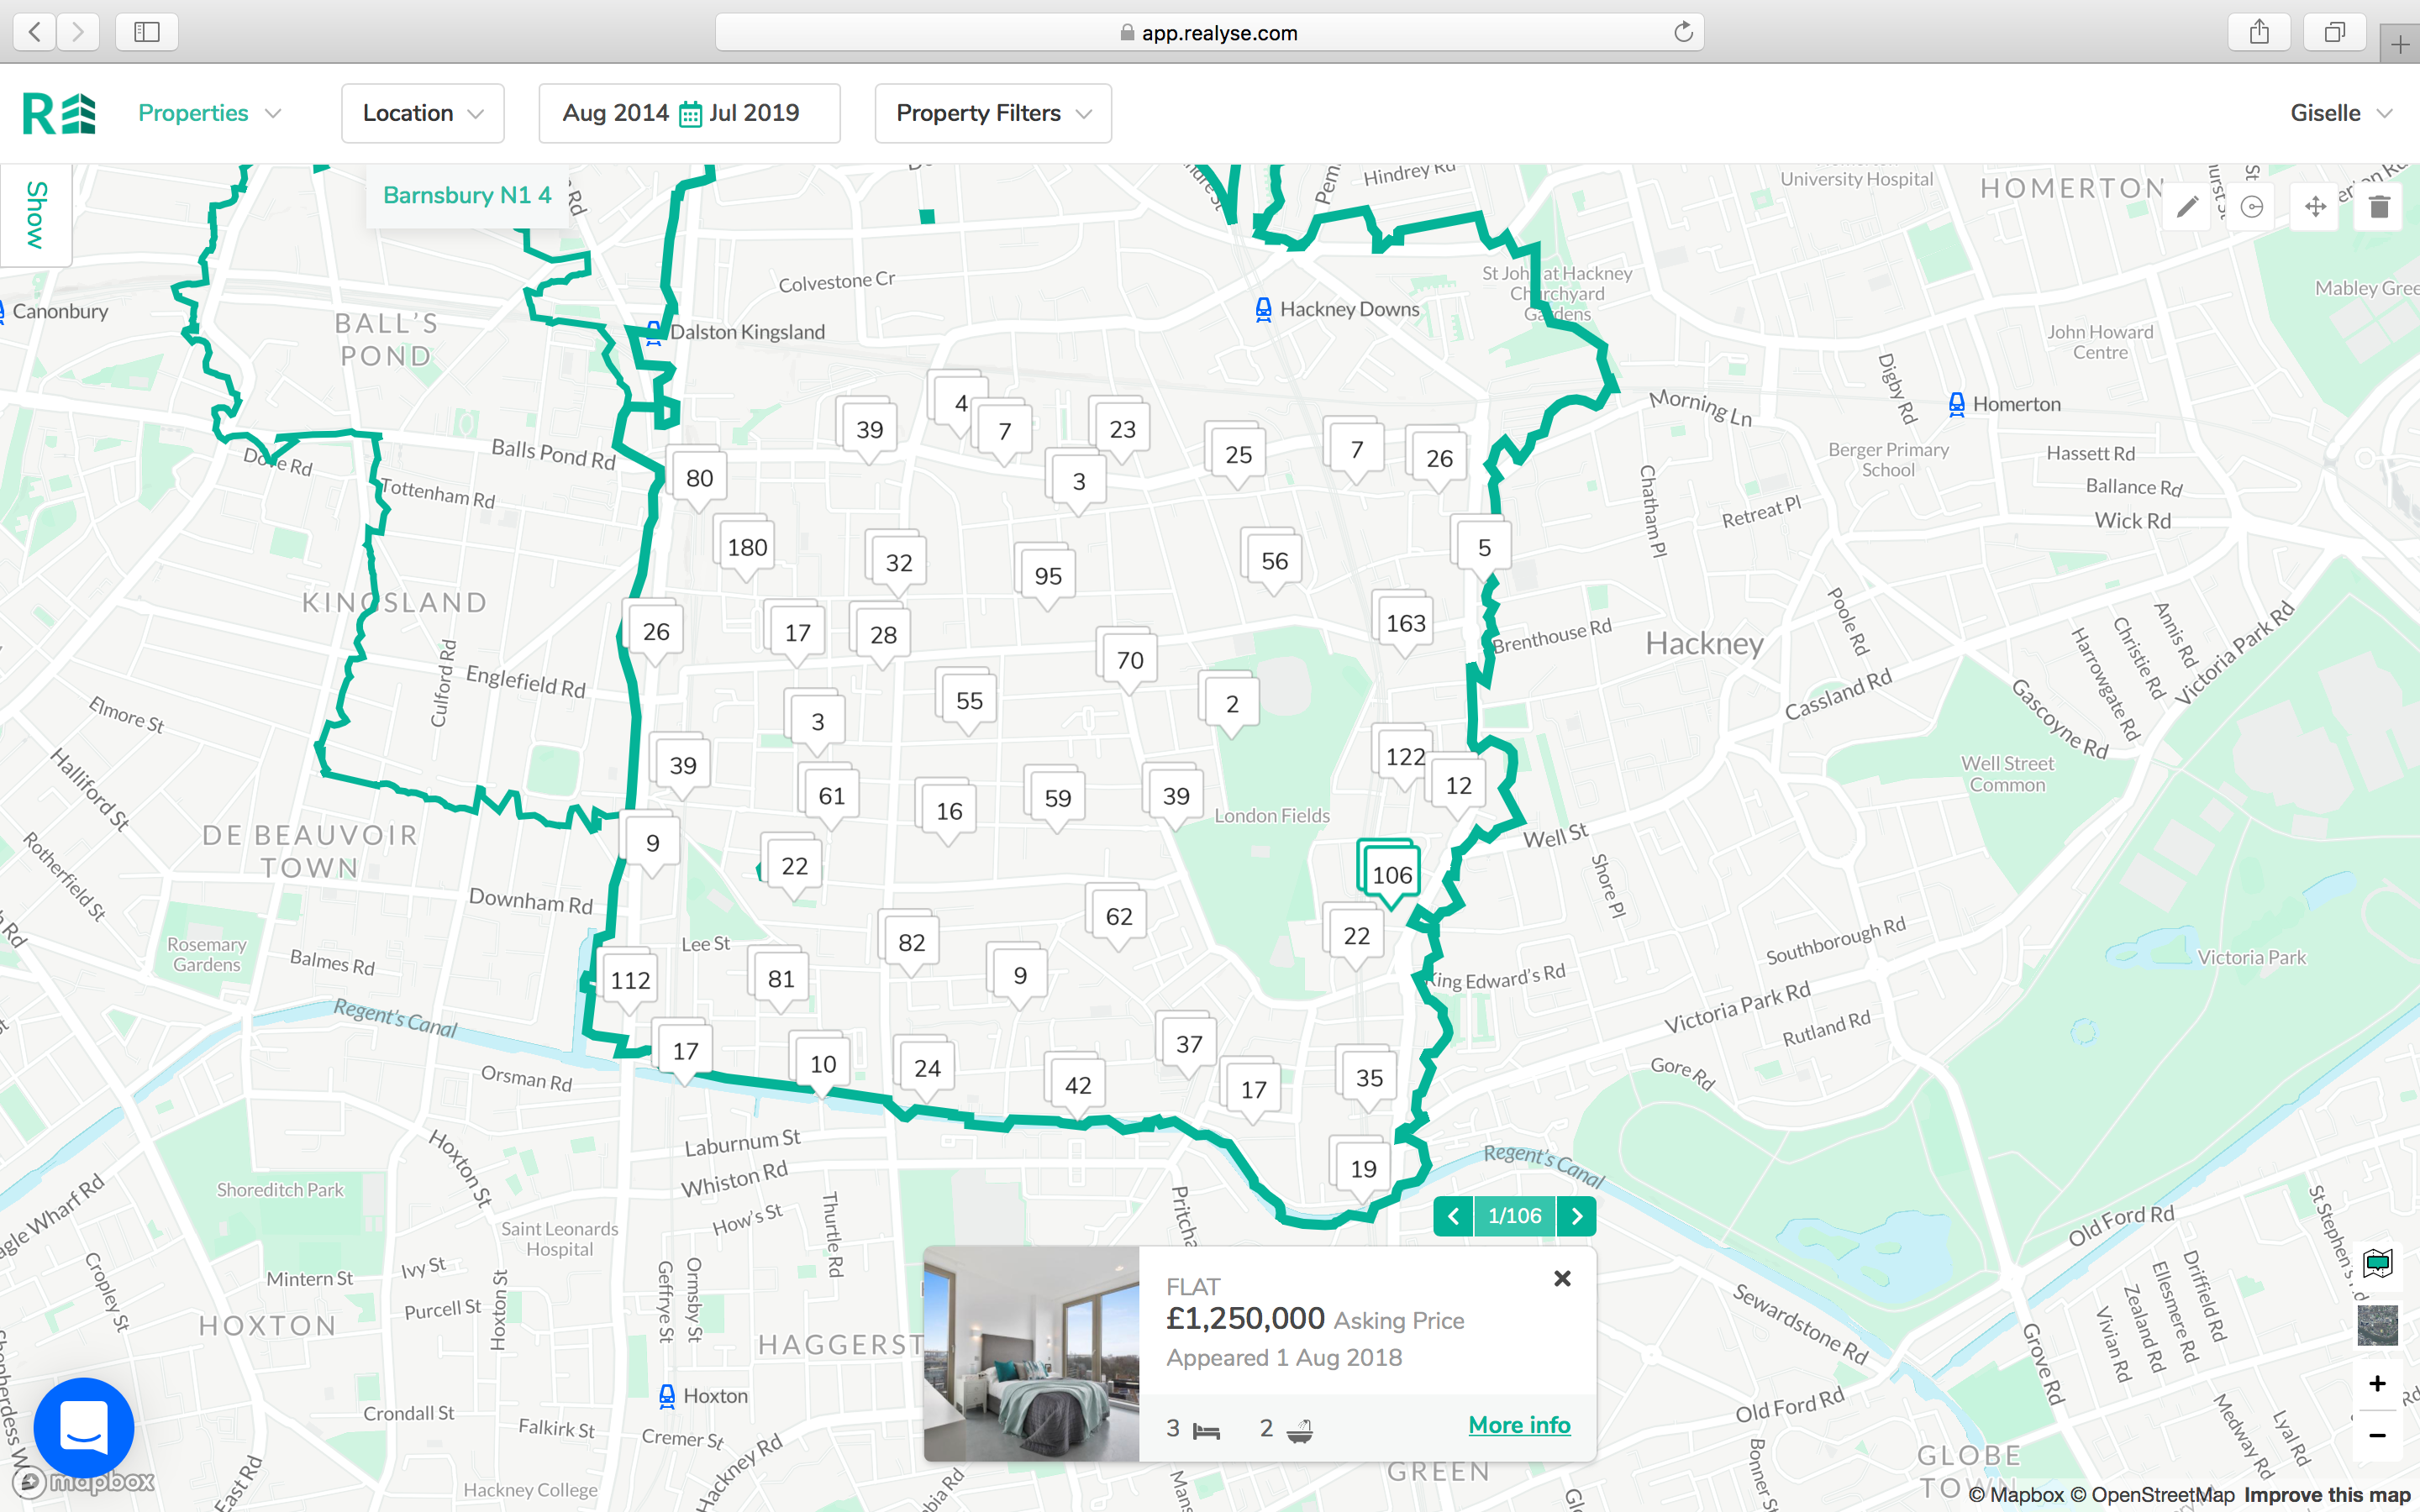 app.realyse.com
R
Properties
Location
Aug 2014 Jul 2019
Property Filters
Giselle
Show
Barnsbury N1 4
Hindrey Rd
University Hospital
HOMERTON
Canonbury
BALL'S
POND
Colvestone Cr
Dalston Kingsland
Hackney Downs
St John at Hackney
Churchyard
Gardens
John Howard
Centre
Digby Rd
Morning Ln
Homerton
Balls Pond Rd
Tottenham Rd
Berger Primary
School
Hassett Rd
Ballance Rd
Wick Rd
Chatham Pl
Retreat Pl
39
4
7
23
3
25
7
26
80
180
32
95
56
5
163
KINGSLAND
26
17
28
70
Brenthouse Rd
Hackney
Poole Rd
Annis Rd
Christie Rd
Harrowgate Rd
Victoria Park Rd
Culford Rd
Englefield Rd
Elmore St
55
2
3
Cassland Rd
Gascoyne Rd
Halliford St
39
61
16
59
39
122
12
London Fields
Well Street
Common
DE BEAUVOIR
TOWN
Rotherfield St
9
22
106
Well St
Shore Pl
Downham Rd
62
22
Rosemary
Gardens
Balmes Rd
Lee St
82
112
81
9
King Edward's Rd
Southborough Rd
Victoria Park
Victoria Park Rd
Rutland Rd
Regent's Canal
17
10
24
42
37
17
35
Gore Rd
Orsman Rd
Laburnum St
Whiston Rd
19
Regent's Canal
Hoxton St
Shoreditch Park
Saint Leonards
Hospital
How's St
Thurtle Rd
Old Ford Rd
1/106
Cropley St
Mintern St
Ivy St
Purcell St
Hoxton St
Geffrye St
Ormsby St
HOXTON
HAGGERST
FLAT
£1,250,000 Asking Price
Appeared 1 Aug 2018
3
2
More info
Sewardstone Rd
Driffield Rd
Ellesmere Rd
Zealand Rd
Vivian Rd
Grove Rd
Hoxton
Crondall St
Falkirk St
Cremer St
Hackney Rd
Old Ford Rd
Medway Rd
Lyal Rd
+
−
GREEN
GLOBE
mapbox
East Rd
Hackney College
© Mapbox © OpenStreetMap Improve this map